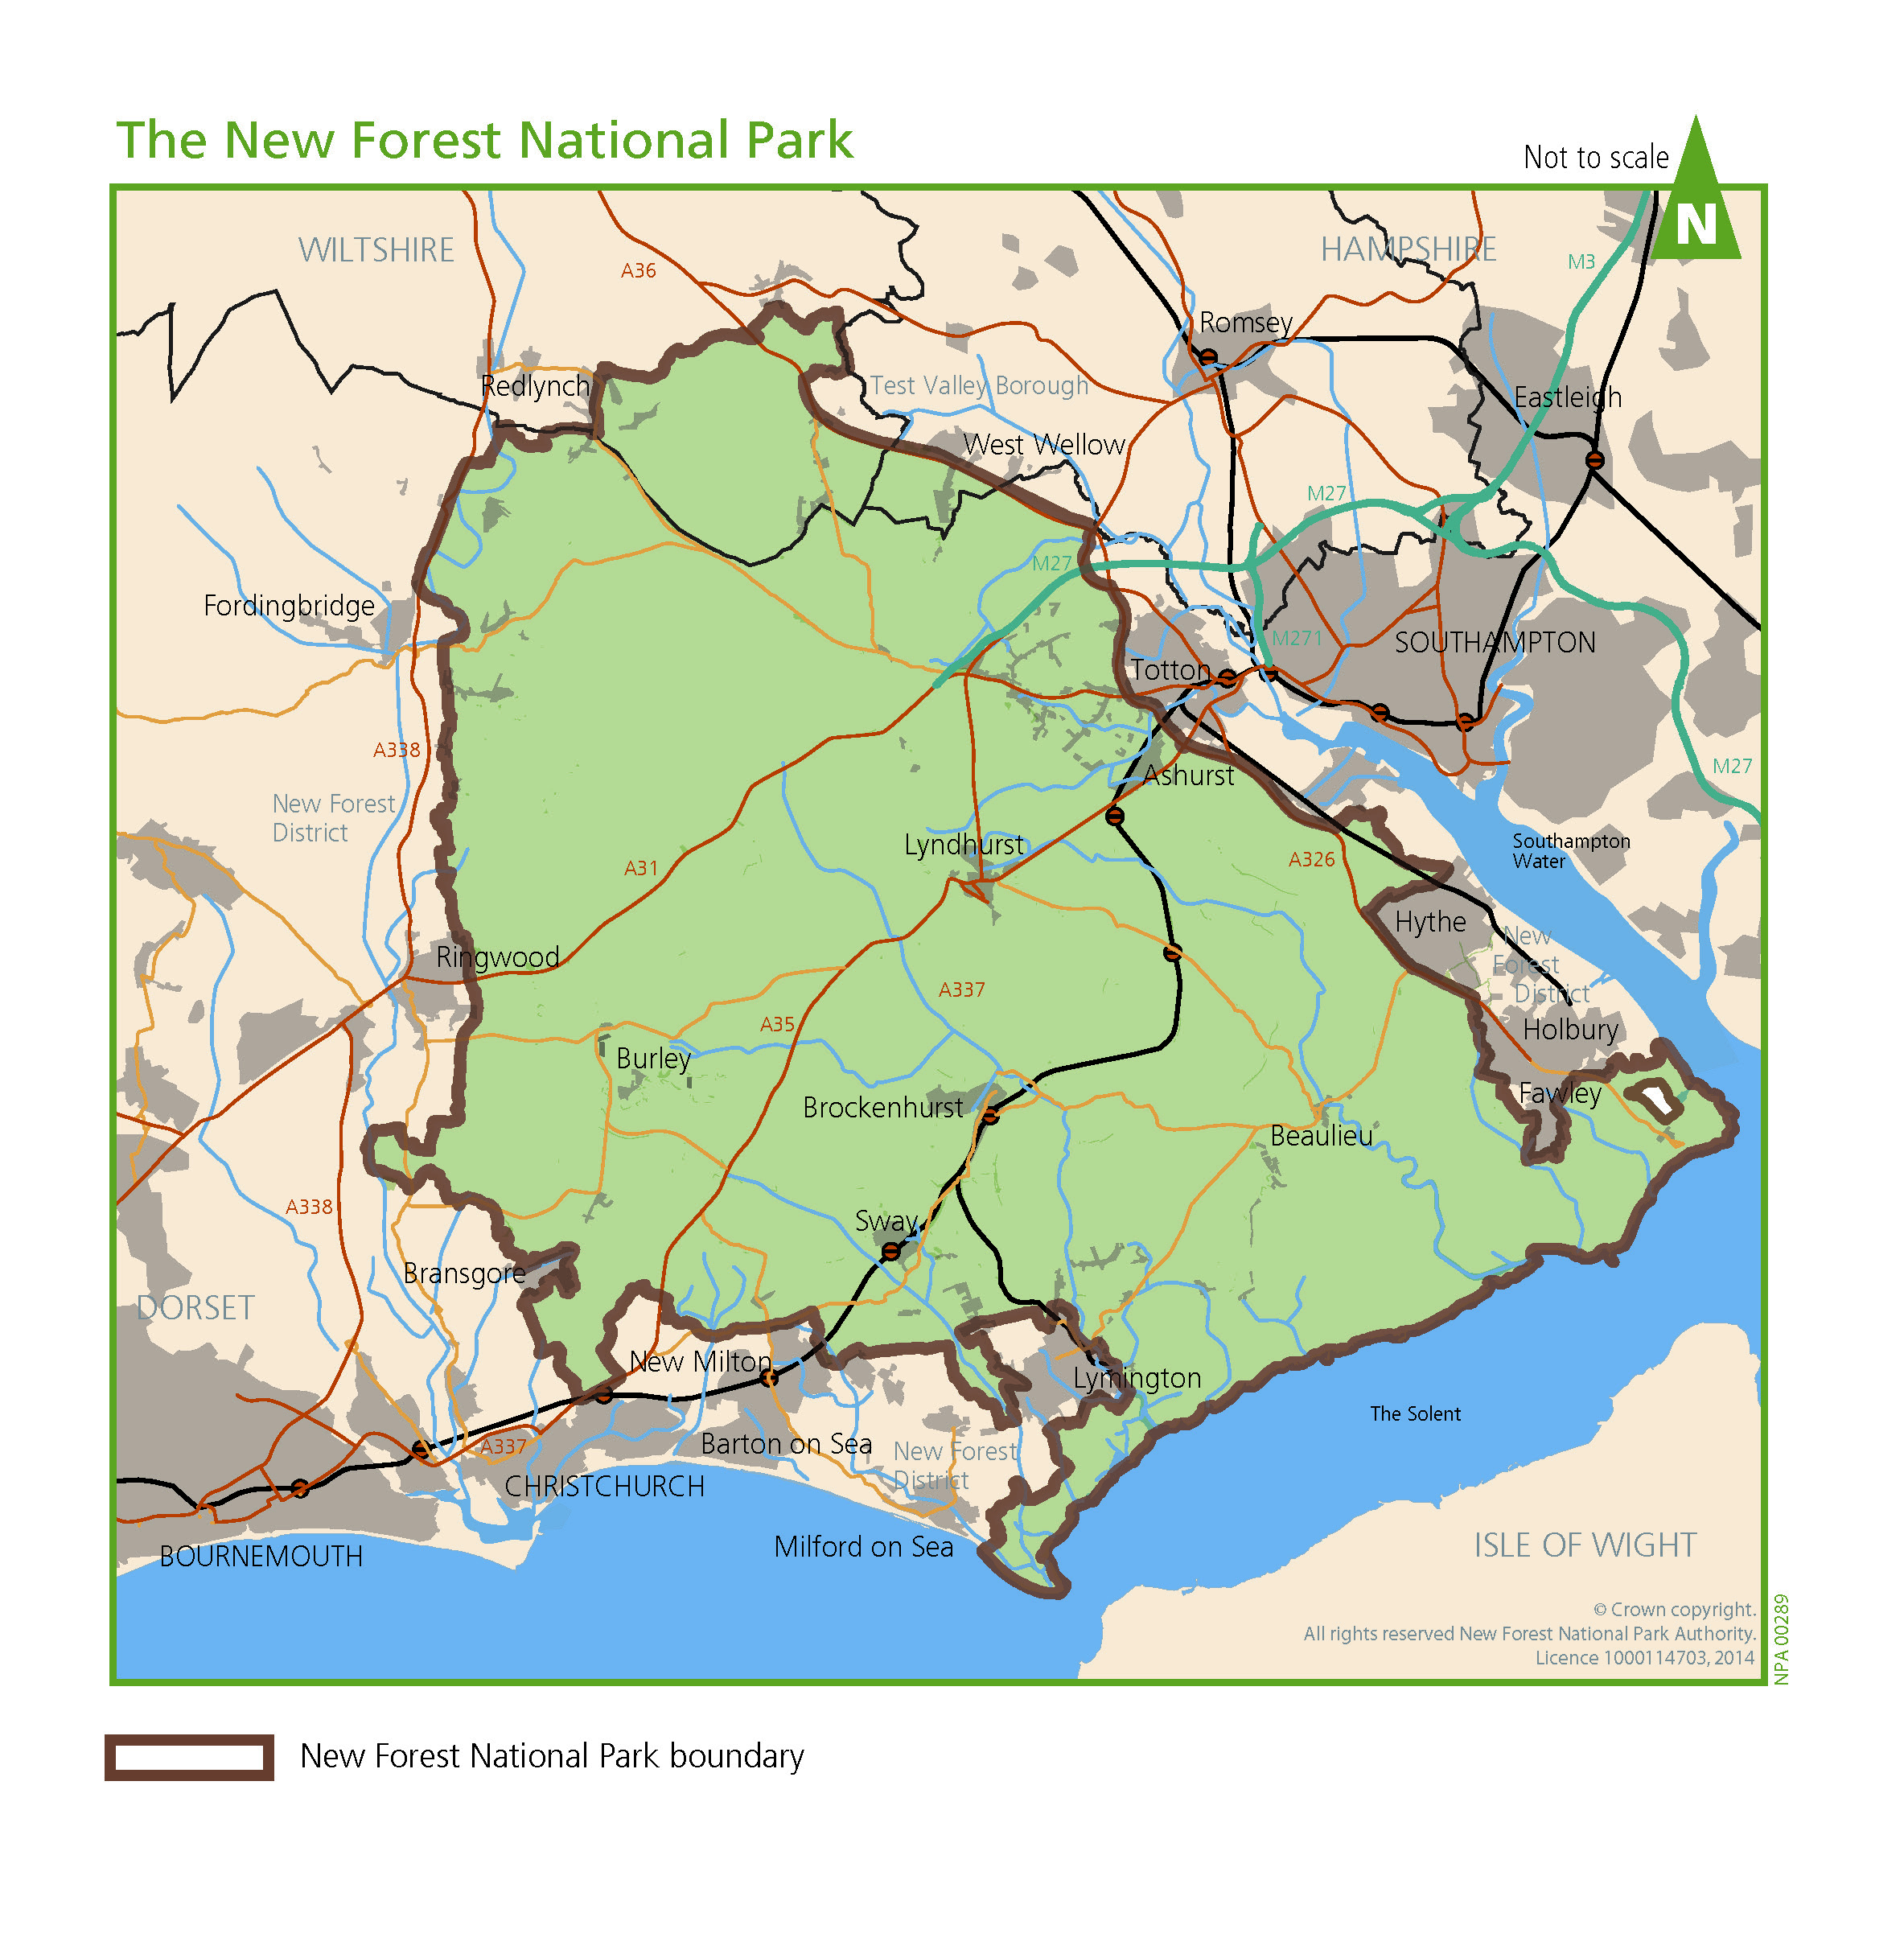 The New Forest National Park
Not to scale
N
WILTSHIRE
A36
HAMPSHIRE
M3
Romsey
Redlynch
Test Valley Borough
Eastleigh
West Wellow
M27
M27
Fordingbridge
M271
SOUTHAMPTON
Totton
A338
M27
Ashurst
New Forest
District
Lyndhurst
Southampton
Water
A326
A31
Hythe
New
Forest
District
Ringwood
A337
A35
Holbury
Burley
Fawley
Brockenhurst
Beaulieu
A338
Sway
Bransgore
DORSET
New Milton
Lymington
The Solent
A337
Barton on Sea
New Forest
District
CHRISTCHURCH
Milford on Sea
ISLE OF WIGHT
BOURNEMOUTH
© Crown copyright.
All rights reserved New Forest National Park Authority.
Licence 1000114703, 2014
NPA 00289
New Forest National Park boundary